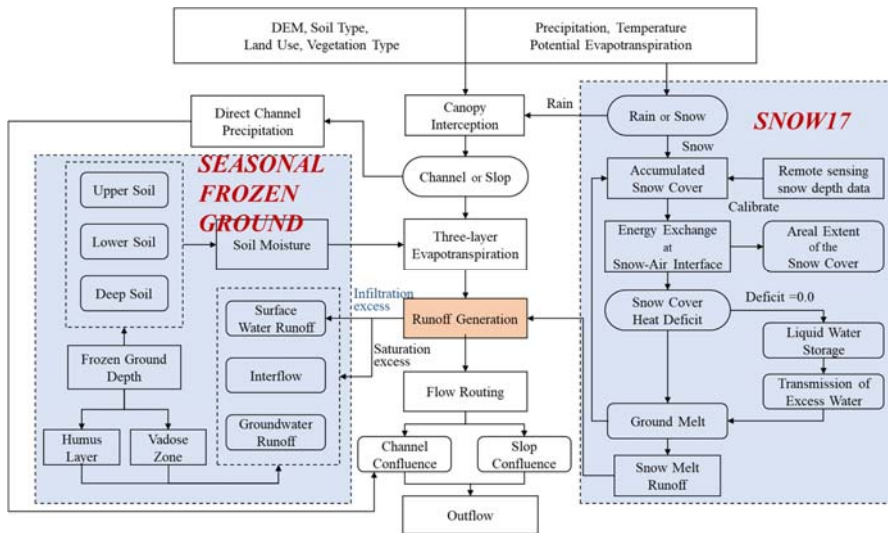 DEM, Soil Type,
Land Use, Vegetation Type
Precipitation, Temperature
Potential Evapotranspiration
Direct Channel
Precipitation
Canopy
Interception
Rain
Rain or Snow
SNOW17
Snow
SEASONAL
FROZEN
GROUND
Channel or Slop
Accumulated
Snow Cover
Remote sensing
snow depth data
Calibrate
Upper Soil
Lower Soil
Deep Soil
Soil Moisture
Three-layer
Evapotranspiration
Energy Exchange
at
Snow-Air Interface
Areal Extent
of the
Snow Cover
Infiltration
excess
Surface
Water Runoff
Runoff Generation
Snow Cover
Heat Deficit
Deficit =0.0
Saturation
excess
Liquid Water
Storage
Frozen Ground
Depth
Interflow
Flow Routing
Transmission of
Excess Water
Humus
Layer
Vadose
Zone
Groundwater
Runoff
Channel
Confluence
Slop
Confluence
Ground Melt
Snow Melt
Runoff
Outflow